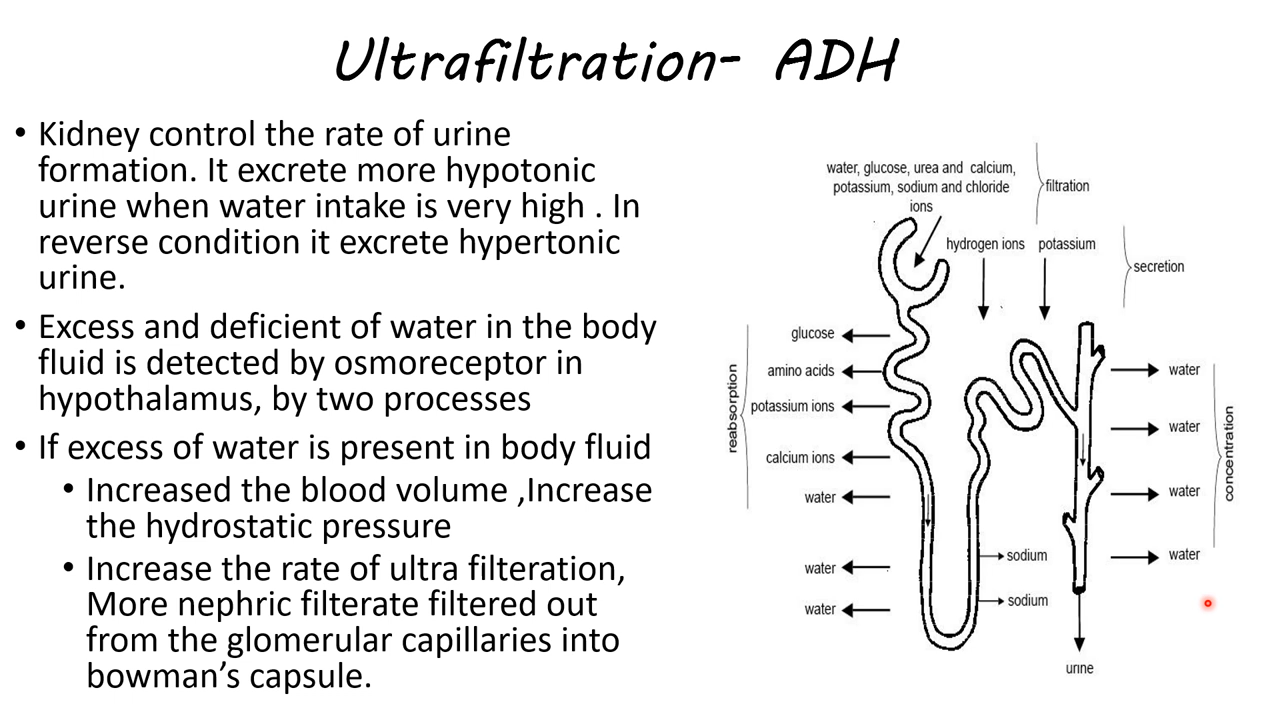 Ultrafiltration- ADH
• Kidney control the rate of urine
formation. It excrete more hypotonic
urine when water intake is very high . In
reverse condition it excrete hypertonic
urine.
• Excess and deficient of water in the body
fluid is detected by osmoreceptor in
hypothalamus, by two processes
• If excess of water is present in body fluid
• Increased the blood volume ,Increase
the hydrostatic pressure
• Increase the rate of ultra filteration,
More nephric filterate filtered out
from the glomerular capillaries into
bowman’s capsule.
water, glucose, urea and calcium,
potassium, sodium and chloride
ions
filtration
hydrogen ions
potassium
secretion
reabsorption
glucose
amino acids
potassium ions
calcium ions
water
water
water
sodium
sodium
water
water
water
water
concentration
urine